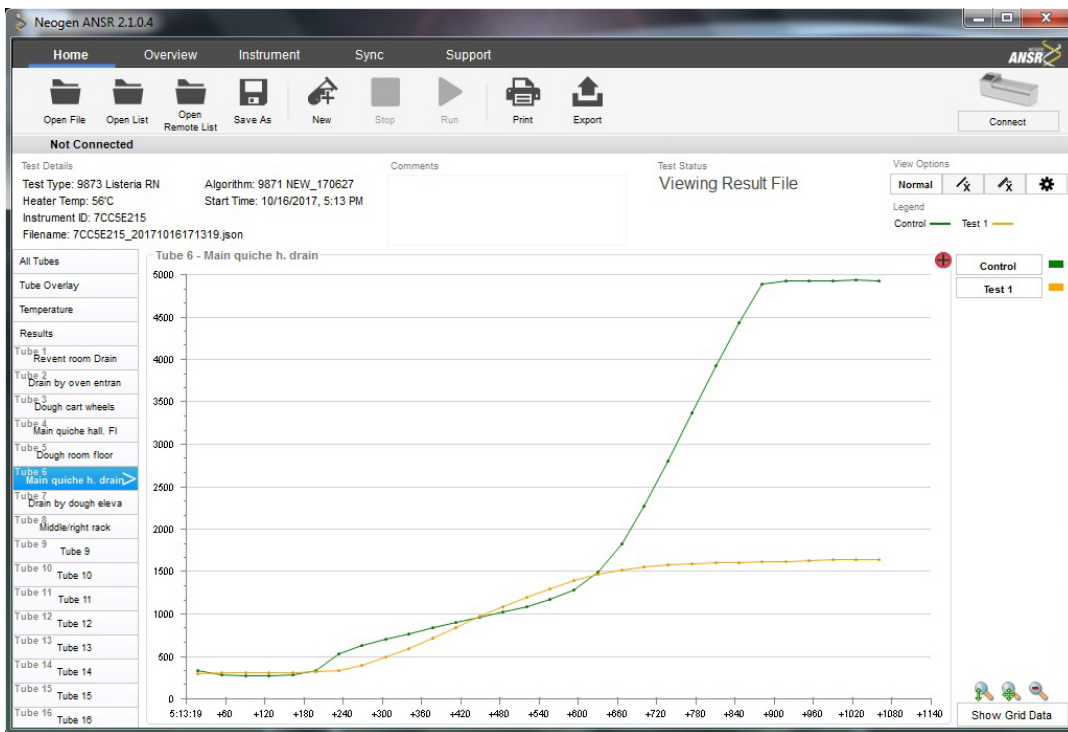 Neogen ANSR 2.1.0.4
Home Overview Instrument Sync Support
NEOGEN
ANSR
Open File Open List Open Remote List Save As New Stop Run Print Export
Connect
Not Connected
Test Details
Test Type: 9873 Listeria RN Algorithm: 9871 NEW_170627
Heater Temp: 56'C Start Time: 10/16/2017, 5:13 PM
Instrument ID: 7CC5E215
Filename: 7CC5E215_20171016171319.json
Comments
Test Status
Viewing Result File
View Options
Normal
Legend
Control Test 1
All Tubes
Tube Overlay
Temperature
Results
Tube 1
Revent room Drain
Tube 2
Drain by oven entran
Tube 3
Dough cart wheels
Tube 4
Main quiche hall. Fl
Tube 5
Dough room floor
Tube 6
Main quiche h. drain
Tube 7
Drain by dough eleva
Tube 8
Middle/right rack
Tube 9
Tube 9
Tube 10
Tube 10
Tube 11
Tube 11
Tube 12
Tube 12
Tube 13
Tube 13
Tube 14
Tube 14
Tube 15
Tube 15
Tube 16
Tube 16
Tube 6 - Main quiche h. drain
5000
4500
4000
3500
3000
2500
2000
1500
1000
500
0
5:13:19 +60 +120 +180 +240 +300 +360 +420 +480 +540 +600 +660 +720 +780 +840 +900 +960 +1020 +1080 +1140
Control
Test 1
Show Grid Data